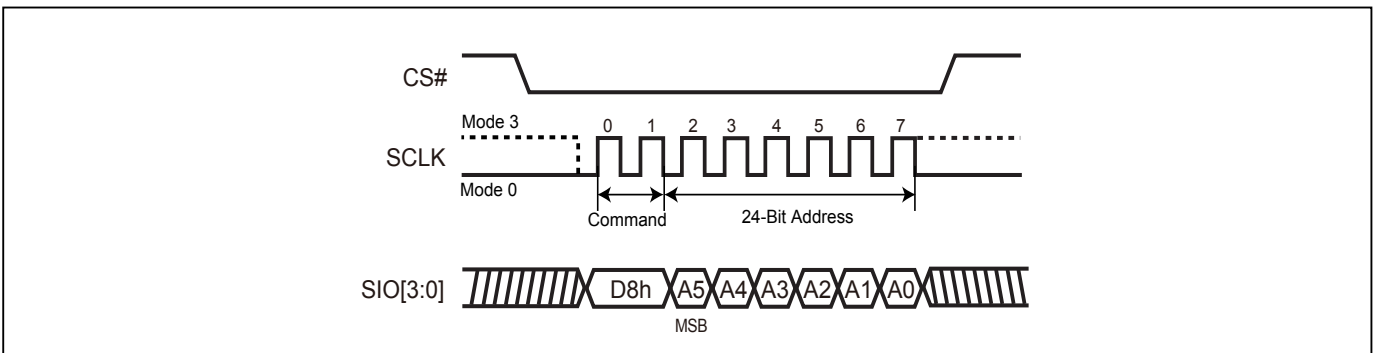 CS#
Mode 3
0 1 2 3 4 5 6 7
SCLK
Mode 0
Command 24-Bit Address
SIO[3:0] D8h A5 A4 A3 A2 A1 A0
MSB